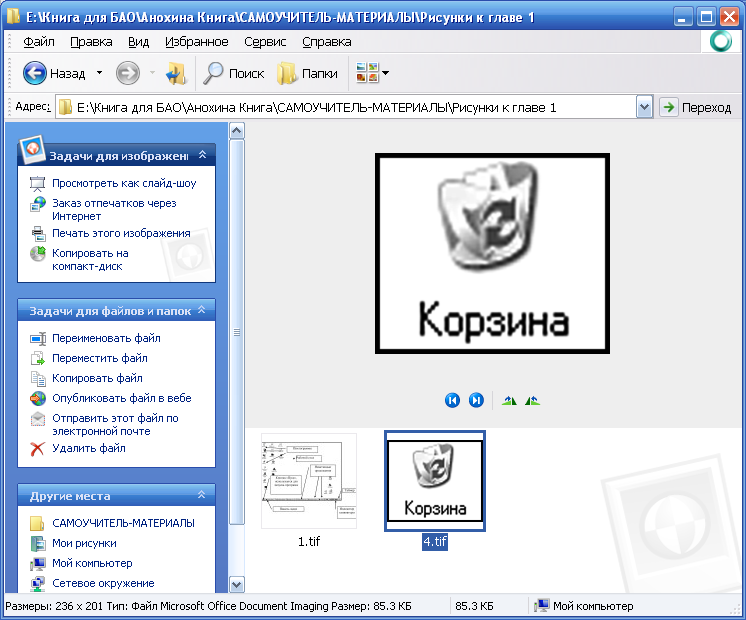 E:\Книга для БАО\Анохина Книга\САМОУЧИТЕЛЬ-МАТЕРИАЛЫ\Рисунки к главе 1
Файл Правка Вид Избранное Сервис Справка
Назад Поиск Папки
Адрес: E:\Книга для БАО\Анохина Книга\САМОУЧИТЕЛЬ-МАТЕРИАЛЫ\Рисунки к главе 1 Переход
Задачи для изображени
Просмотреть как слайд-шоу
Заказ отпечатков через
Интернет
Печать этого изображения
Копировать на
компакт-диск
Задачи для файлов и папок
Переименовать файл
Переместить файл
Копировать файл
Опубликовать файл в вебе
Отправить этот файл по
электронной почте
Удалить файл
Другие места
САМОУЧИТЕЛЬ-МАТЕРИАЛЫ
Мои рисунки
Мой компьютер
Сетевое окружение
Корзина
Корзина
1.tif
4.tif
Размеры: 236 x 201 Тип: Файл Microsoft Office Document Imaging Размер: 85.3 КБ 85.3 КБ Мой компьютер